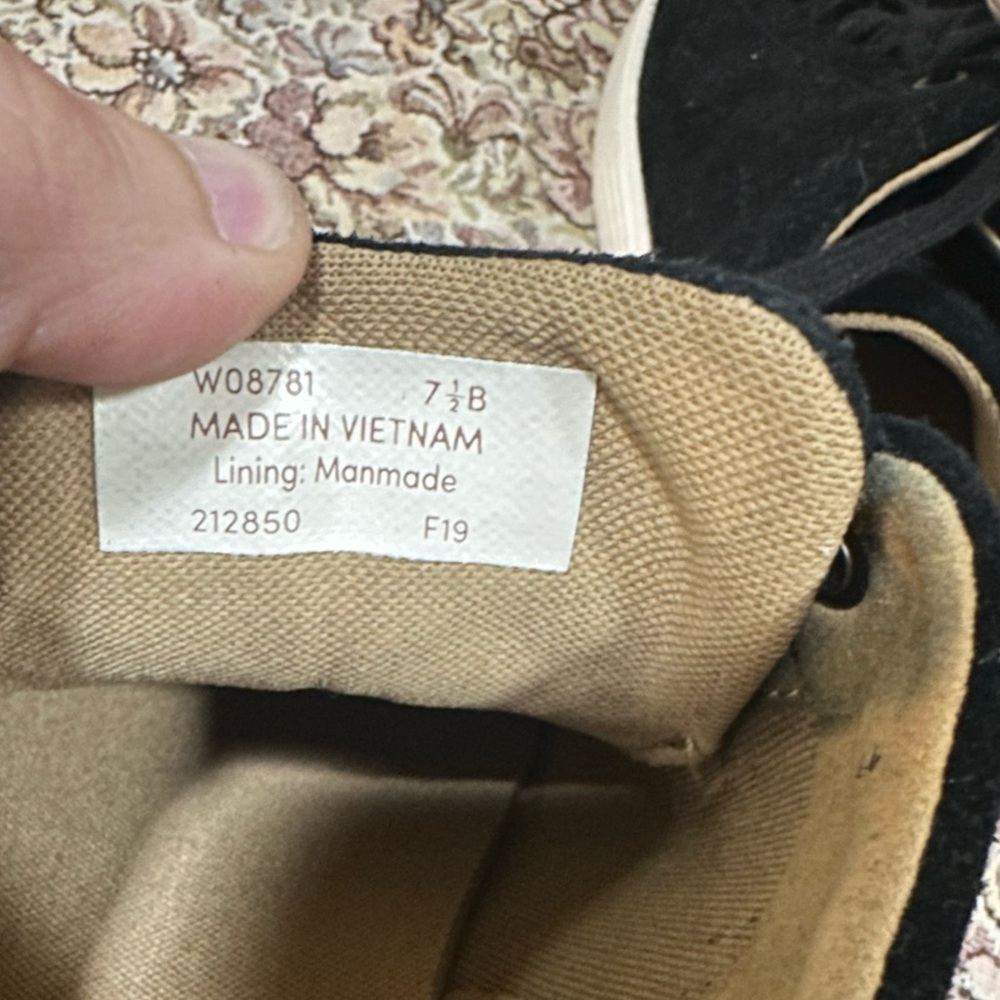 W08781 7½B
MADE IN VIETNAM
Lining: Manmade
212850 F19